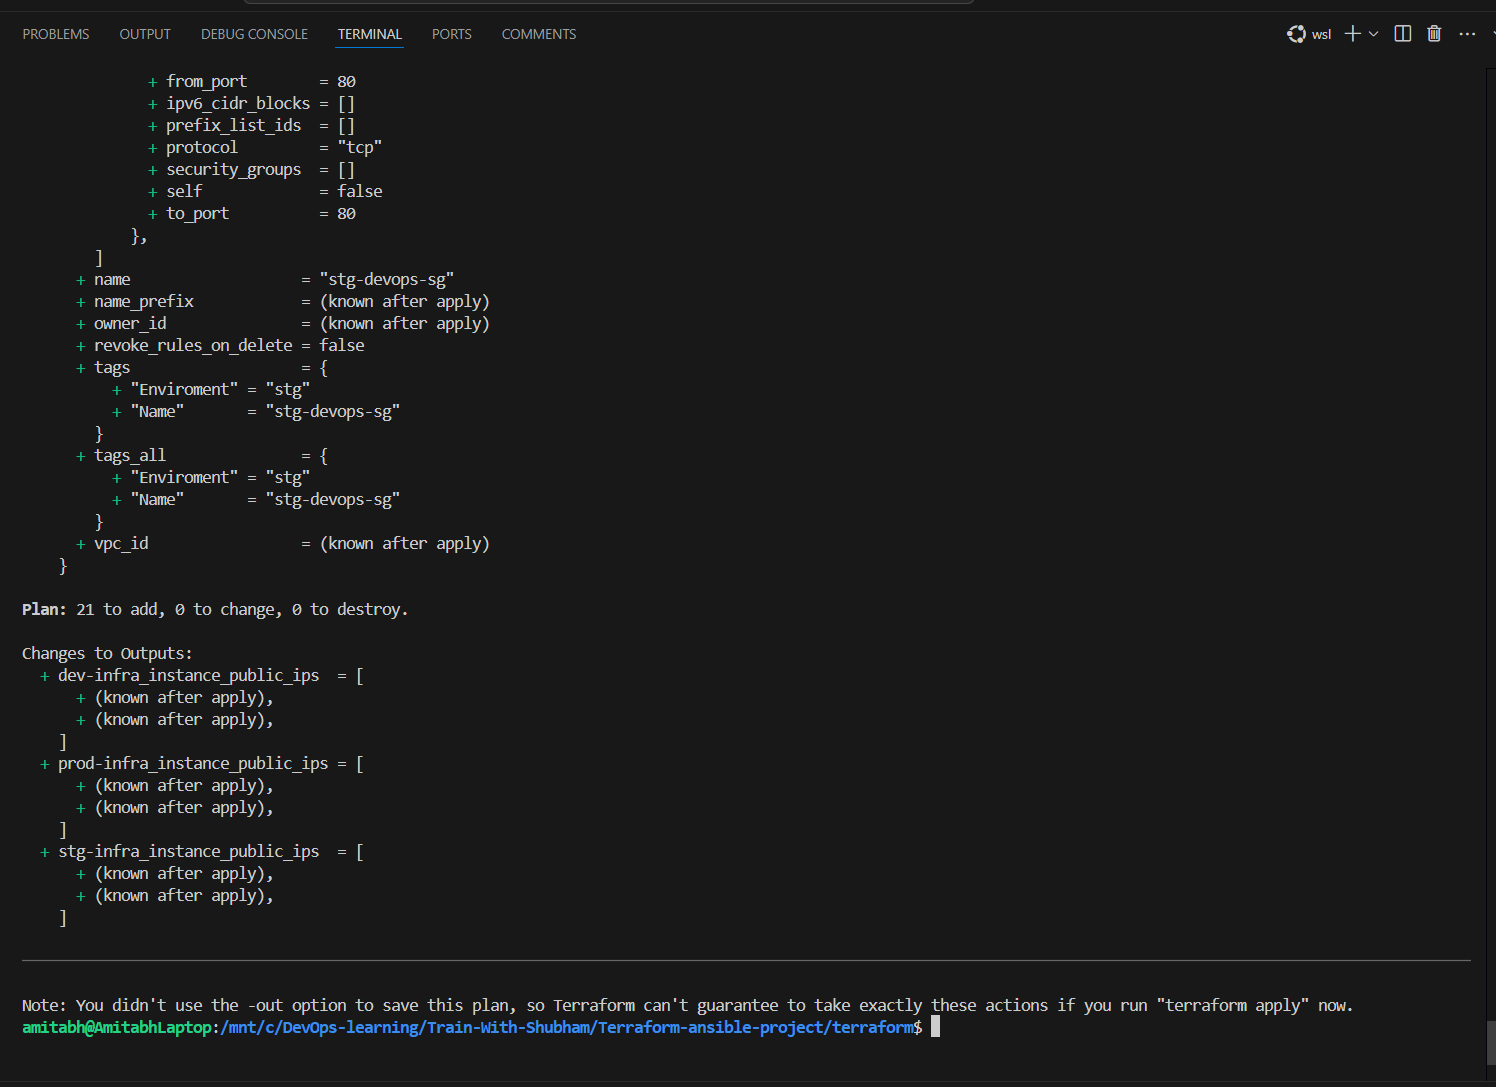 PROBLEMS OUTPUT DEBUG CONSOLE TERMINAL PORTS COMMENTS wsl
+ from_port        = 80
+ ipv6_cidr_blocks = []
+ prefix_list_ids  = []
+ protocol         = "tcp"
+ security_groups  = []
+ self             = false
+ to_port          = 80
},
]
+ name                   = "stg-devops-sg"
+ name_prefix            = (known after apply)
+ owner_id               = (known after apply)
+ revoke_rules_on_delete = false
+ tags                   = {
+ "Enviroment" = "stg"
+ "Name"       = "stg-devops-sg"
}
+ tags_all               = {
+ "Enviroment" = "stg"
+ "Name"       = "stg-devops-sg"
}
+ vpc_id                 = (known after apply)
}
Plan: 21 to add, 0 to change, 0 to destroy.
Changes to Outputs:
+ dev-infra_instance_public_ips  = [
+ (known after apply),
+ (known after apply),
]
+ prod-infra_instance_public_ips = [
+ (known after apply),
+ (known after apply),
]
+ stg-infra_instance_public_ips  = [
+ (known after apply),
+ (known after apply),
]
Note: You didn't use the -out option to save this plan, so Terraform can't guarantee to take exactly these actions if you run "terraform apply" now.
amitabh@AmitabhLaptop:/mnt/c/DevOps-learning/Train-With-Shubham/Terraform-ansible-project/terraform$